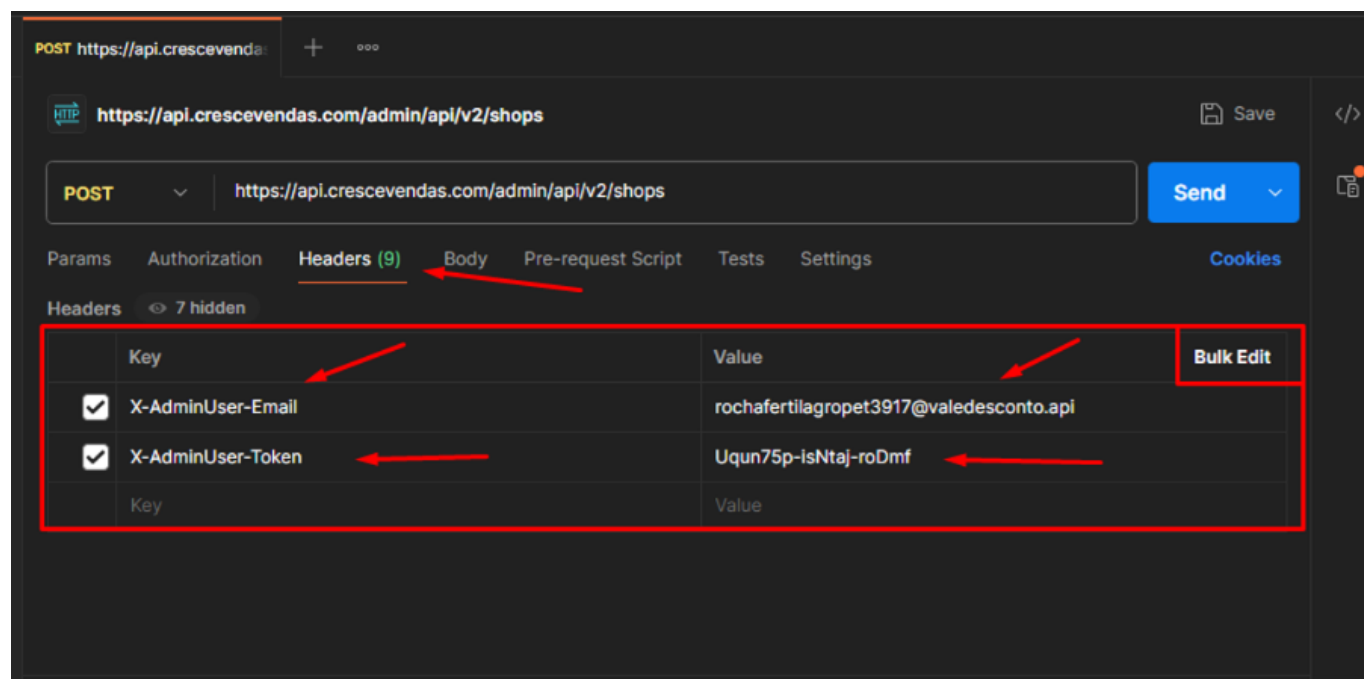 POST https://api.crescevendas
HTTP https://api.crescevendas.com/admin/api/v2/shops Save </>
POST https://api.crescevendas.com/admin/api/v2/shops Send
Params Authorization Headers (9) Body Pre-request Script Tests Settings Cookies
Headers 7 hidden
Key Value Bulk Edit
X-AdminUser-Email rochafertilagropet3917@valedesconto.api
X-AdminUser-Token Uqun75p-isNtaj-roDmf
Key Value